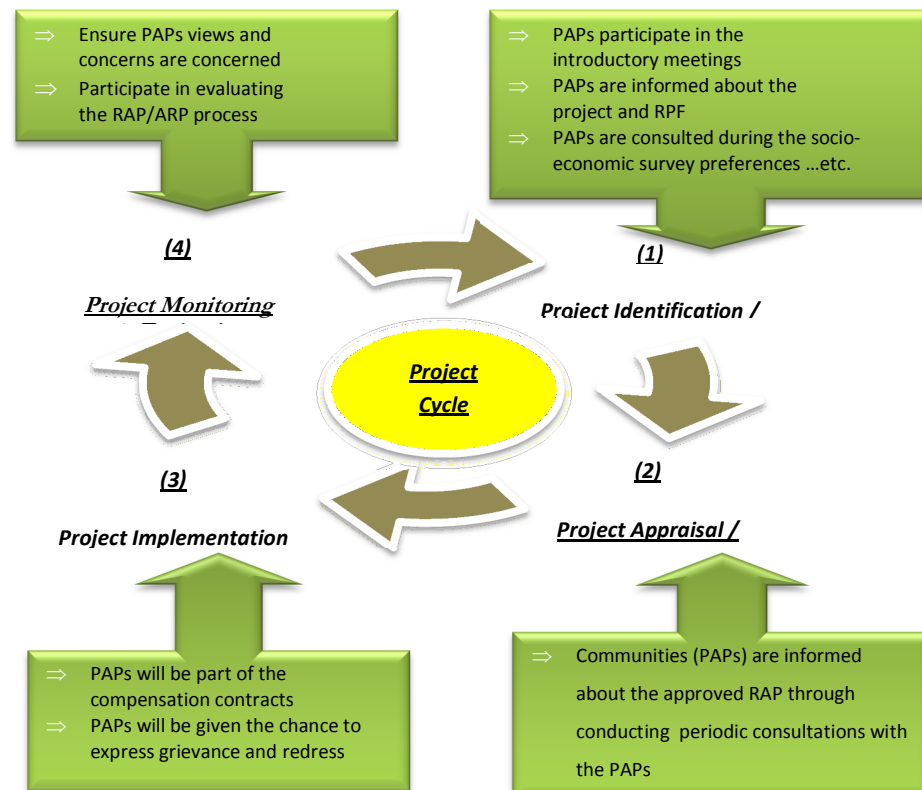 ⇒ Ensure PAPs views and
concerns are concerned
⇒ Participate in evaluating
the RAP/ARP process
⇒ PAPs participate in the
introductory meetings
⇒ PAPs are informed about the
project and RPF
⇒ PAPs are consulted during the socio-
economic survey preferences ...etc.
(4)
Project Monitoring
(1)
Project Identification /
Project
Cycle
(3)
Project Implementation
(2)
Project Appraisal /
⇒ PAPs will be part of the
compensation contracts
⇒ PAPs will be given the chance to
express grievance and redress
⇒ Communities (PAPs) are informed
about the approved RAP through
conducting periodic consultations with
the PAPs